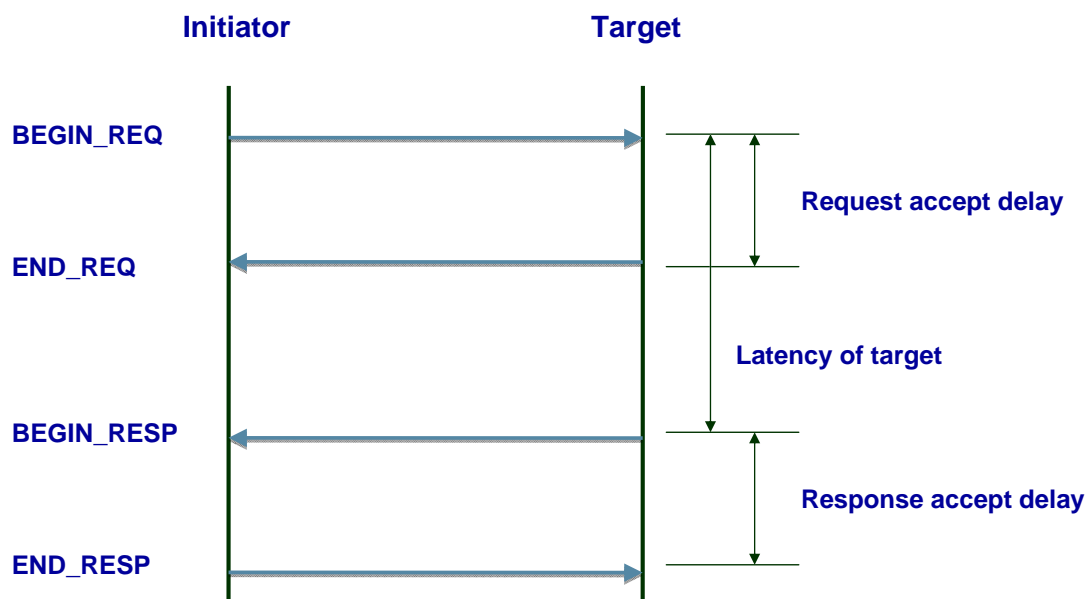 Initiator
Target
BEGIN_REQ
Request accept delay
END_REQ
Latency of target
BEGIN_RESP
Response accept delay
END_RESP